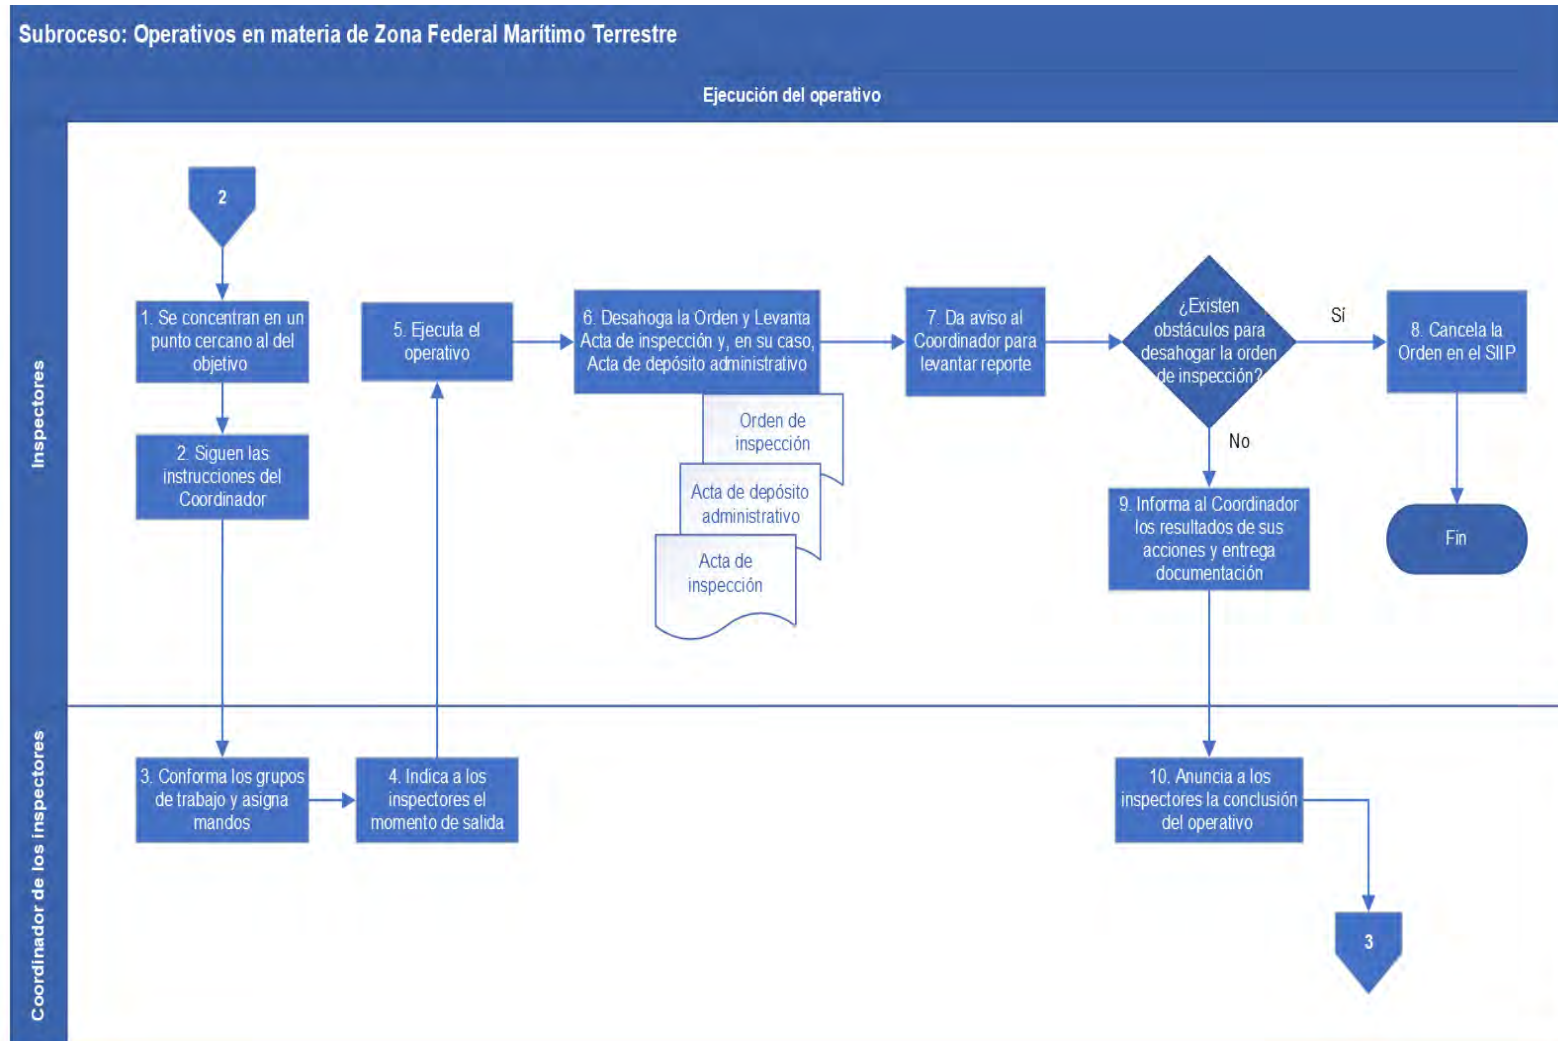 Subroceso: Operativos en materia de Zona Federal Marítimo Terrestre
Ejecución del operativo
Inspectores
2
1. Se concentran en un
punto cercano al del
objetivo
2. Siguen las
instrucciones del
Coordinador
5. Ejecuta el
operativo
6. Desahoga la Orden y Levanta
Acta de inspección y, en su caso,
Acta de depósito administrativo
Orden de
inspección
Acta de depósito
administrativo
Acta de
inspección
7. Da aviso al
Coordinador para
levantar reporte
¿Existen
obstáculos para
desahogar la orden
de inspección?
Sí
8. Cancela la
Orden en el SIIP
Fin
No
9. Informa al Coordinador
los resultados de sus
acciones y entrega
documentación
Coordinador de los inspectores
3. Conforma los grupos
de trabajo y asigna
mandos
4. Indica a los
inspectores el
momento de salida
10. Anuncia a los
inspectores la conclusión
del operativo
3